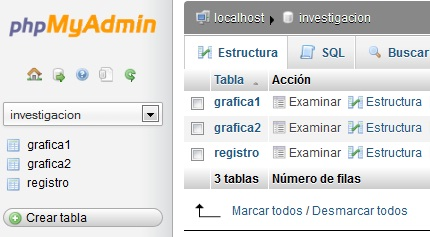 phpMyAdmin
investigacion
grafica1
grafica2
registro
Crear tabla
localhost investigacion
Estructura SQL Buscar
Tabla Acción
grafica1 Examinar Estructura
grafica2 Examinar Estructura
registro Examinar Estructura
3 tablas Número de filas
Marcar todos / Desmarcar todos